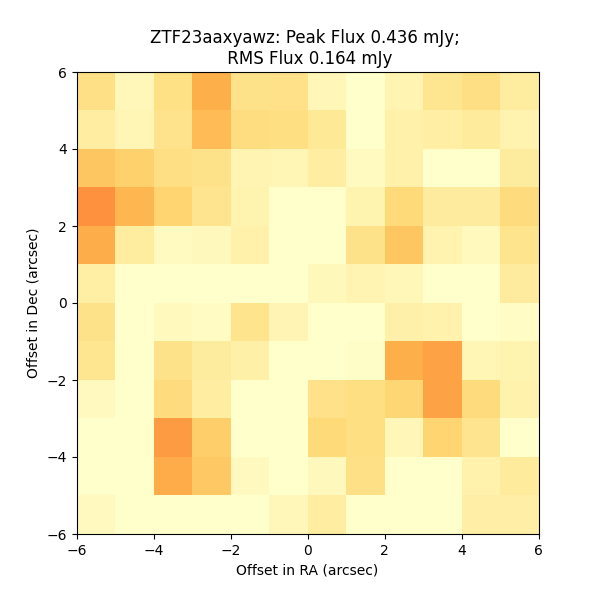 ZTF23aaxyawz: Peak Flux 0.436 mJy;
RMS Flux 0.164 mJy
6
4
2
0
−2
−4
−6
Offset in Dec (arcsec)
−6 −4 −2 0 2 4 6
Offset in RA (arcsec)